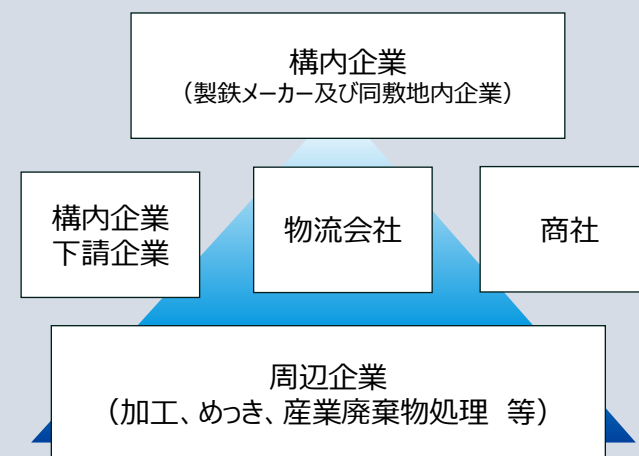 構内企業
（製鉄メーカー及び同敷地内企業）
構内企業
下請企業
物流会社
商社
周辺企業
（加工、めっき、産業廃棄物処理　等）